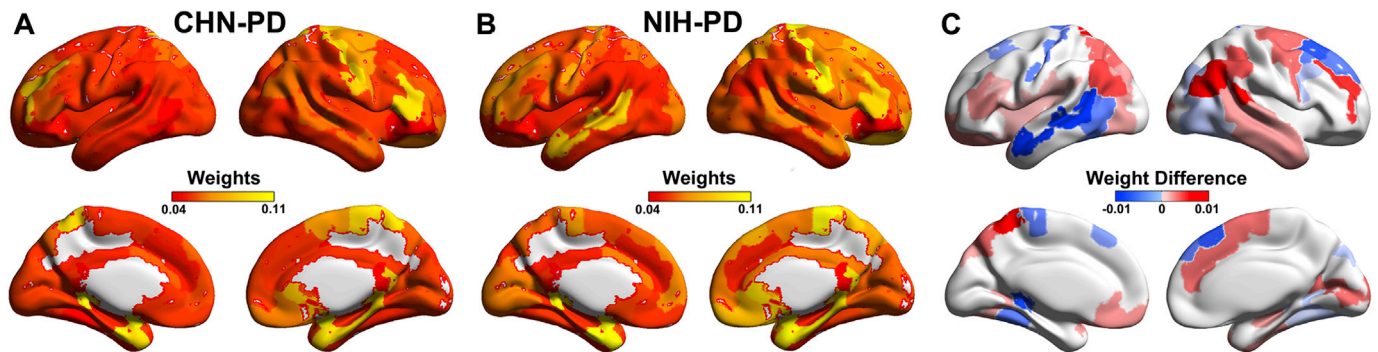 A
CHN-PD
B
NIH-PD
C
Weights
0.04
0.11
Weights
0.04
0.11
Weight Difference
-0.01
0
0.01